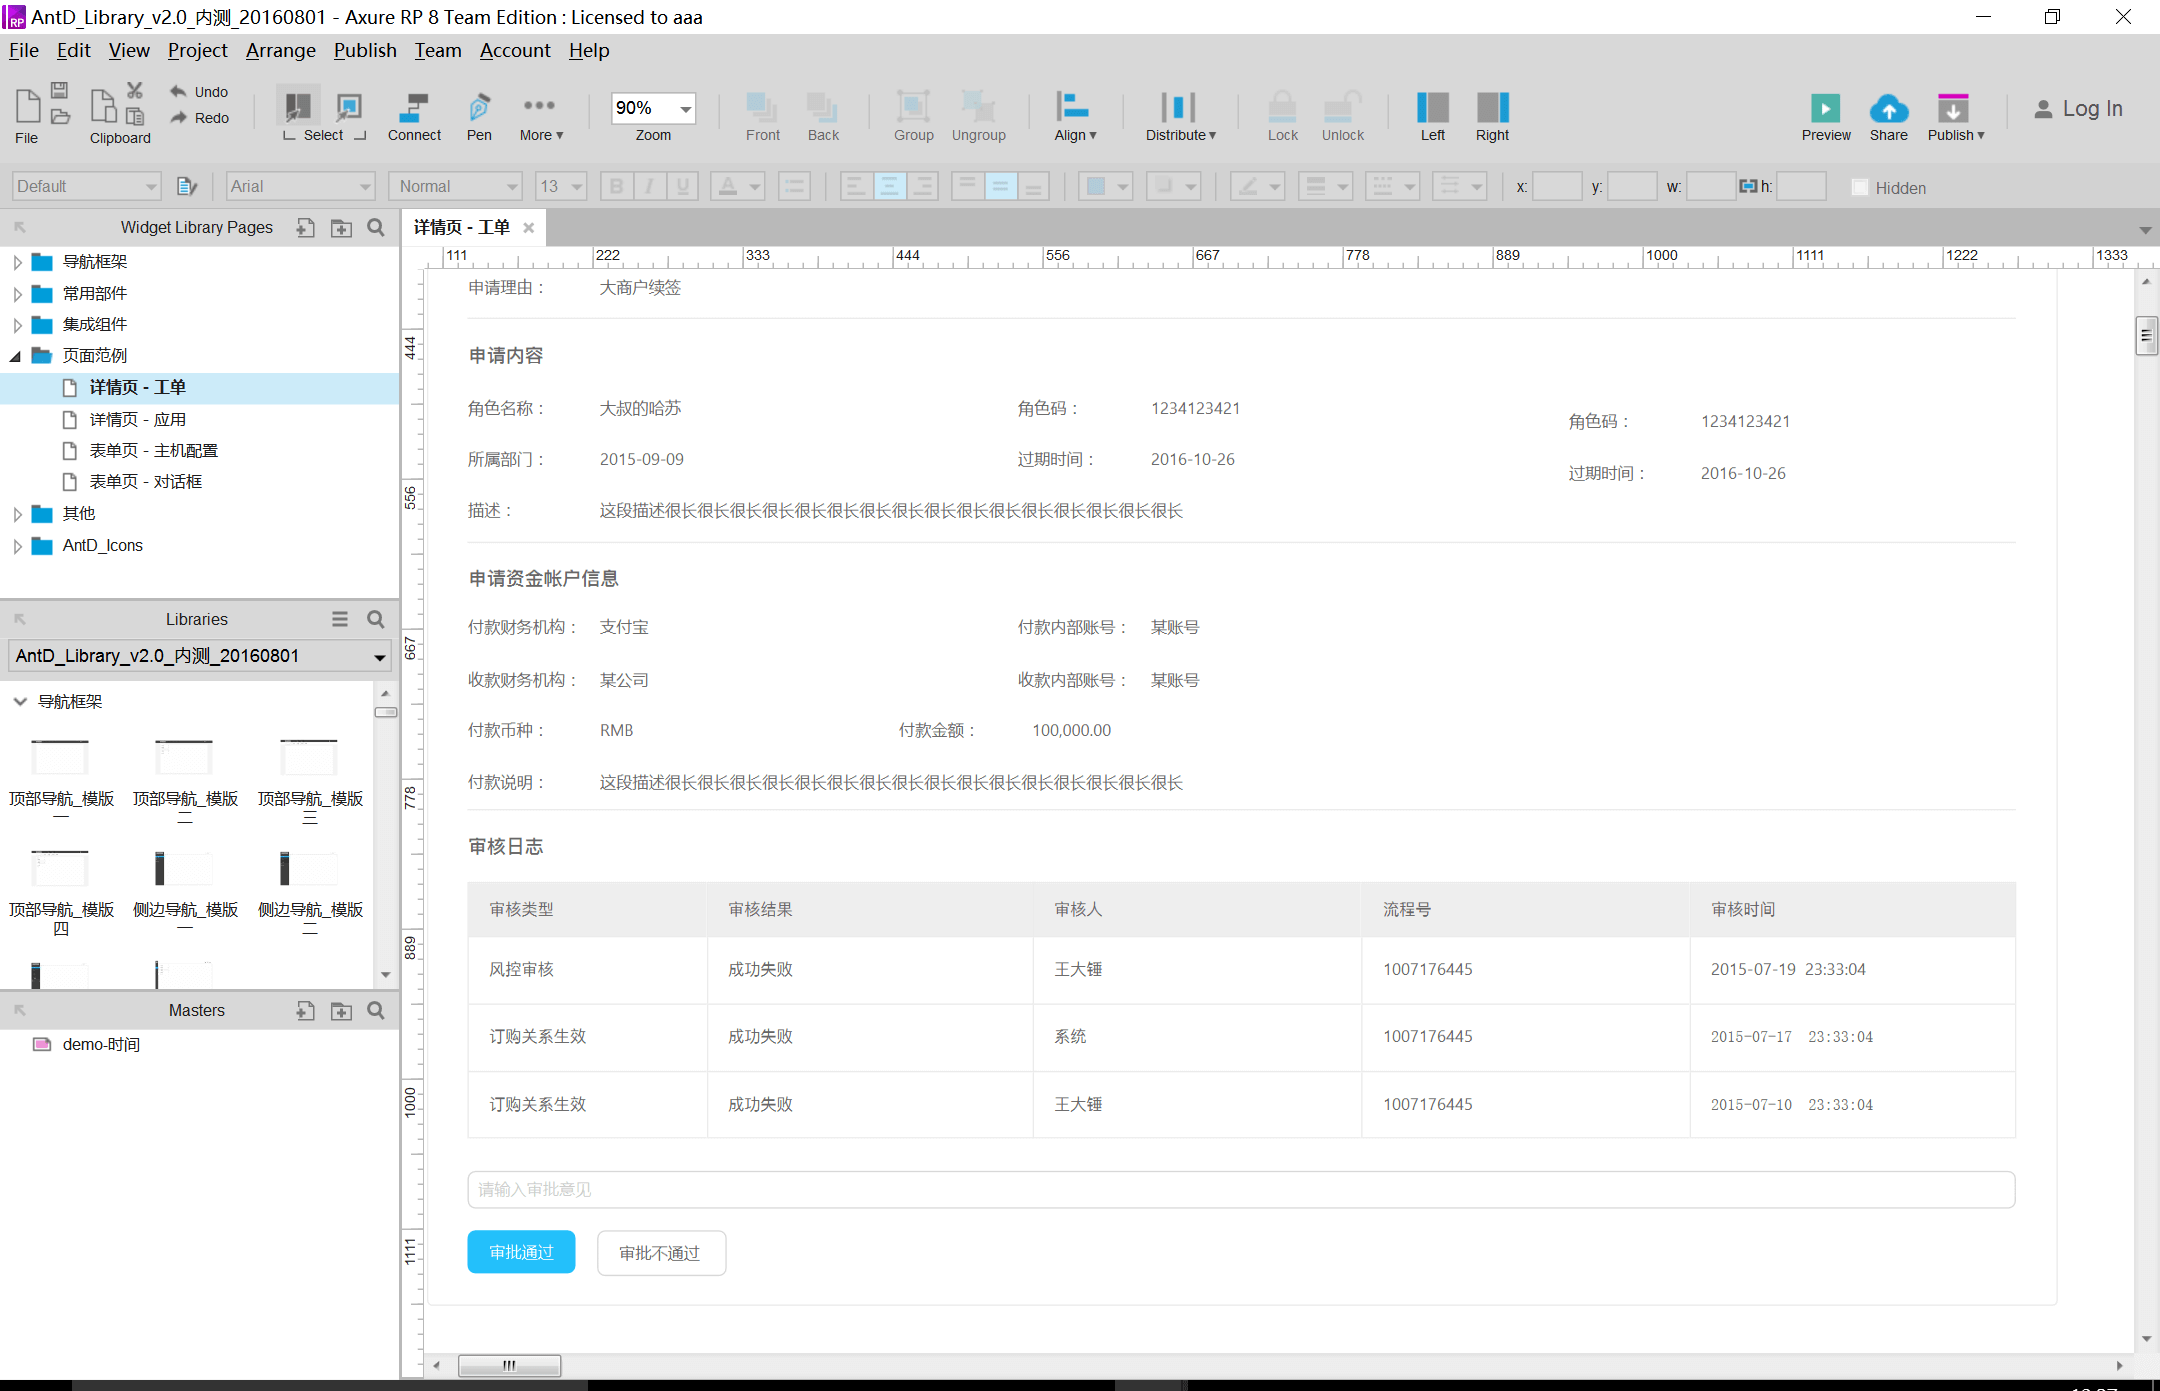 AntD_Library_v2.0_内测_20160801 - Axure RP 8 Team Edition : Licensed to aaa
File Edit View Project Arrange Publish Team Account Help
File Clipboard Undo Redo Select Connect Pen More 90% Zoom Front Back Group Ungroup Align Distribute Lock Unlock Left Right Preview Share Publish Log In
Default Arial Normal 13 B I U A x: y: w: h: Hidden
Widget Library Pages
导航框架
常用部件
集成组件
页面范例
详情页 - 工单
详情页 - 应用
表单页 - 主机配置
表单页 - 对话框
其他
AntD_Icons
Libraries
AntD_Library_v2.0_内测_20160801
导航框架
顶部导航_模版一
顶部导航_模版二
顶部导航_模版三
顶部导航_模版四
侧边导航_模版一
侧边导航_模版二
Masters
demo-时间
详情页 - 工单
111 222 333 444 556 667 778 889 1000 1111 1222 1333
444
556
667
778
889
1000
1111
申请理由： 大商户续签
申请内容
角色名称： 大叔的哈苏 角色码： 1234123421 角色码： 1234123421
所属部门： 2015-09-09 过期时间： 2016-10-26 过期时间： 2016-10-26
描述： 这段描述很长很长很长很长很长很长很长很长很长很长很长很长很长很长很长很长
申请资金帐户信息
付款财务机构： 支付宝 付款内部账号： 某账号
收款财务机构： 某公司 收款内部账号： 某账号
付款币种： RMB 付款金额： 100,000.00
付款说明： 这段描述很长很长很长很长很长很长很长很长很长很长很长很长很长很长很长很长
审核日志
审核类型 审核结果 审核人 流程号 审核时间
风控审核 成功失败 王大锤 1007176445 2015-07-19 23:33:04
订购关系生效 成功失败 系统 1007176445 2015-07-17 23:33:04
订购关系生效 成功失败 王大锤 1007176445 2015-07-10 23:33:04
请输入审批意见
审批通过 审批不通过